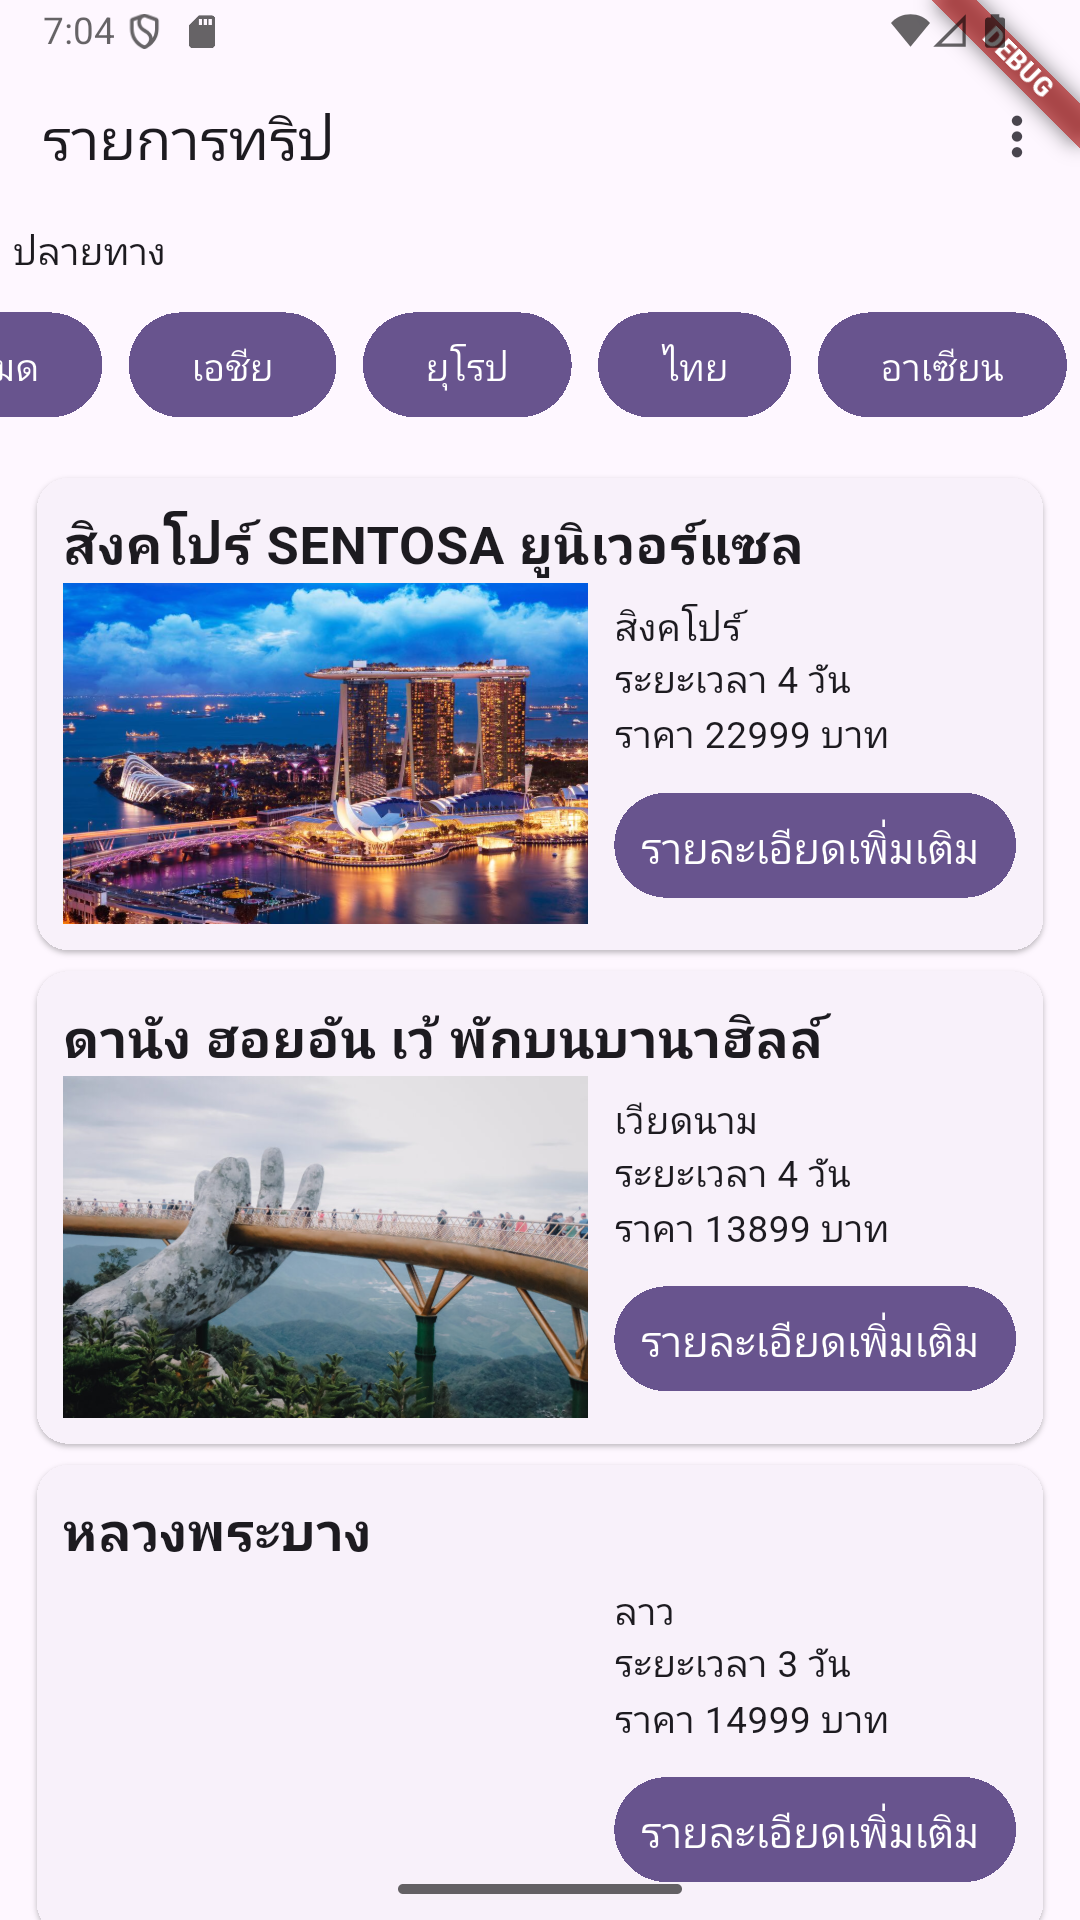 7:04
DEBUG
รายการทริป
ปลายทาง
มด เอเชีย ยุโรป ไทย อาเซียน
สิงคโปร์ SENTOSA ยูนิเวอร์แซล
สิงคโปร์
ระยะเวลา 4 วัน
ราคา 22999 บาท
รายละเอียดเพิ่มเติม
ดานัง ฮอยอัน เว้ พักบนบานาฮิลล์
เวียดนาม
ระยะเวลา 4 วัน
ราคา 13899 บาท
รายละเอียดเพิ่มเติม
หลวงพระบาง
ลาว
ระยะเวลา 3 วัน
ราคา 14999 บาท
รายละเอียดเพิ่มเติม